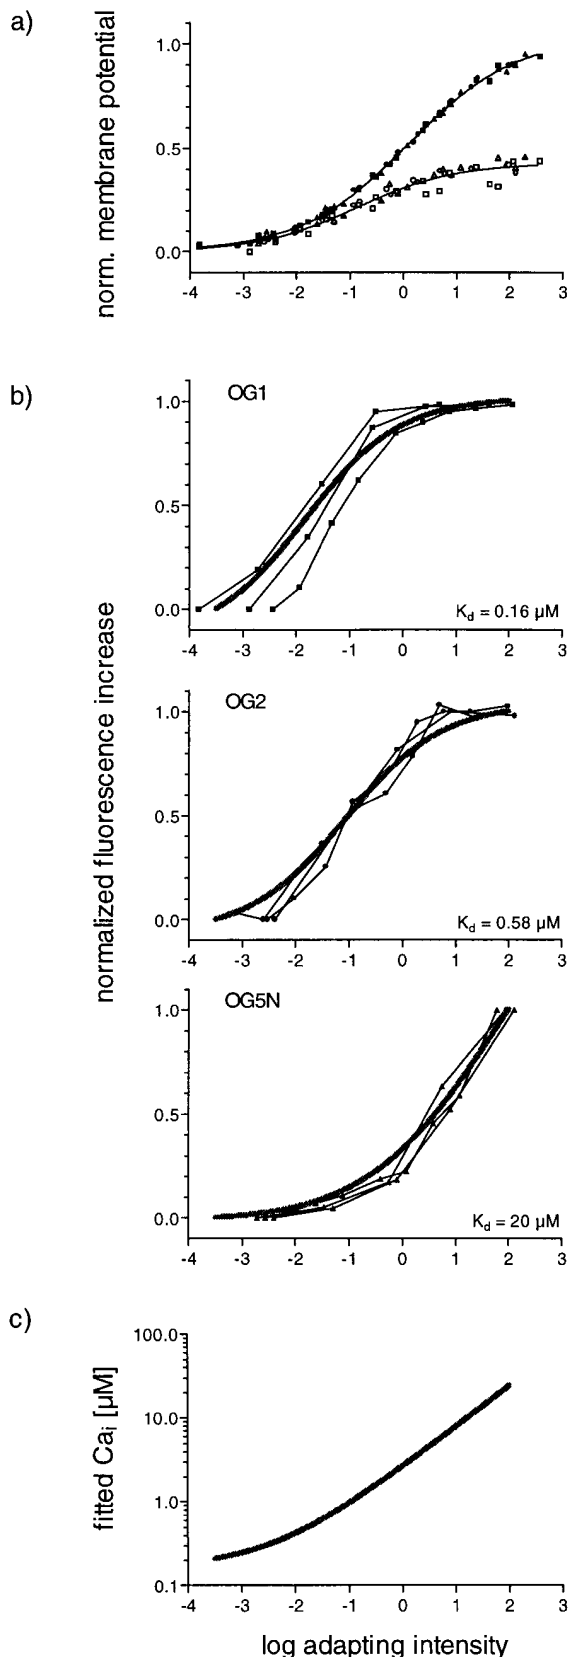 a)
norm. membrane potential
1.0
0.5
0.0
-4 -3 -2 -1 0 1 2 3
b)
normalized fluorescence increase
OG1
1.0
0.5
0.0
K_d = 0.16 µM
-4 -3 -2 -1 0 1 2 3
OG2
1.0
0.5
0.0
K_d = 0.58 µM
-4 -3 -2 -1 0 1 2 3
OG5N
1.0
0.5
0.0
K_d = 20 µM
-4 -3 -2 -1 0 1 2 3
c)
fitted Ca_i [µM]
100.0
10.0
1.0
0.1
-4 -3 -2 -1 0 1 2 3
log adapting intensity